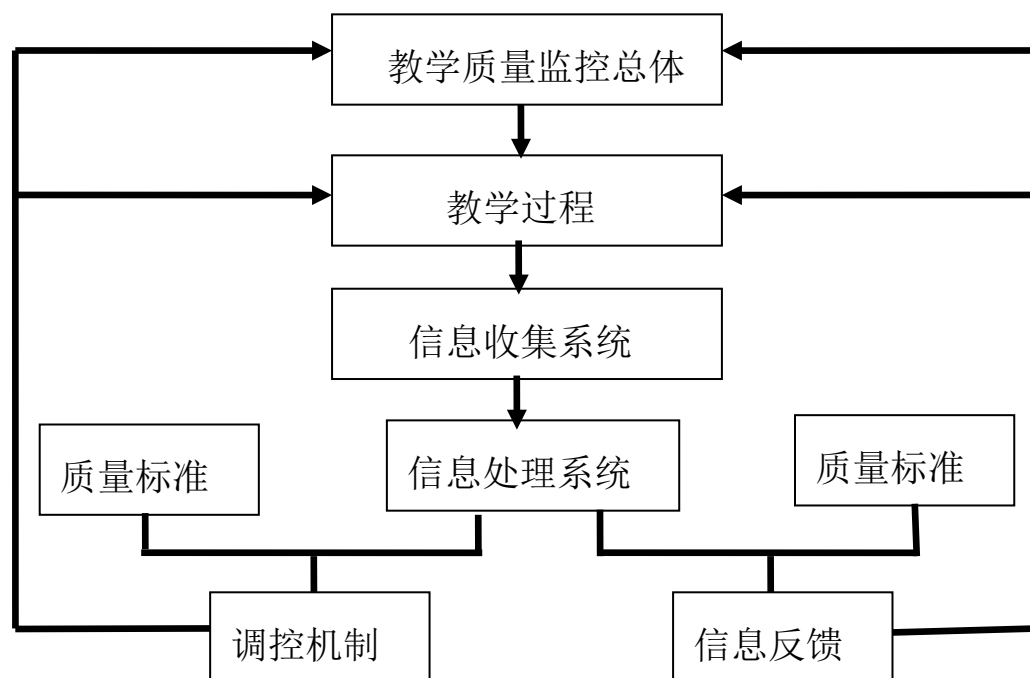 教学质量监控总体
教学过程
信息收集系统
质量标准
信息处理系统
质量标准
调控机制
信息反馈